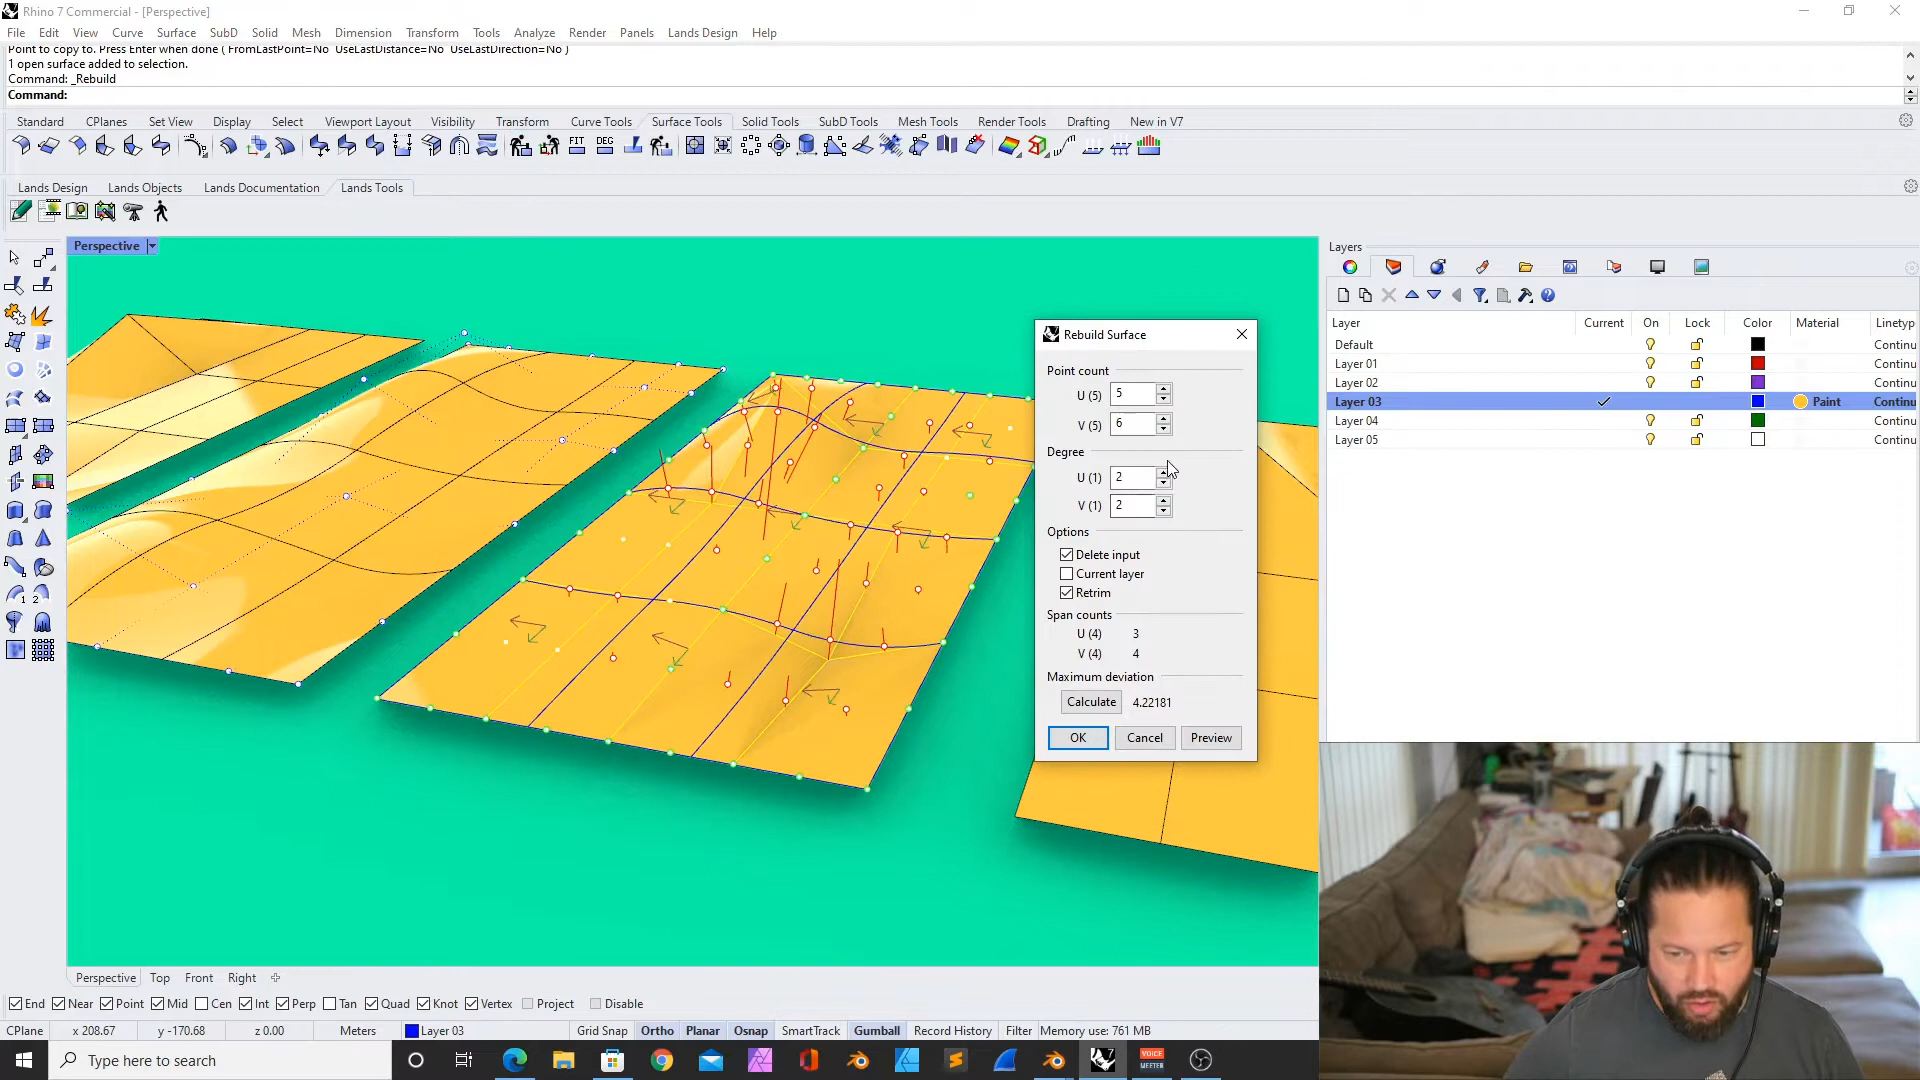 Rhino 7 Commercial - [Perspective]
File Edit View Curve Surface SubD Solid Mesh Dimension Transform Tools Analyze Render Panels Lands Design Help
Point to copy to. Press Enter when done ( FromLastPoint=No UseLastDistance=No UseLastDirection=No )
1 open surface added to selection.
Command: _Rebuild
Command:
Standard CPlanes Set View Display Select Viewport Layout Visibility Transform Curve Tools Surface Tools Solid Tools SubD Tools Mesh Tools Render Tools Drafting New in V7
FIT DEG
Lands Design Lands Objects Lands Documentation Lands Tools
Perspective
Layers
Layer Current On Lock Color Material Linetyp
Default Continu
Layer 01 Continu
Layer 02 Continu
Layer 03 Paint Continu
Layer 04 Continu
Layer 05 Continu
Rebuild Surface
Point count
U (5) 5
V (5) 6
Degree
U (1) 2
V (1) 2
Options
Delete input
Current layer
Retrim
Span counts
U (4) 3
V (4) 4
Maximum deviation
Calculate 4.22181
OK Cancel Preview
1 2
Perspective Top Front Right
End Near Point Mid Cen Int Perp Tan Quad Knot Vertex Project Disable
CPlane x 208.67 y -170.68 z 0.00 Meters Layer 03 Grid Snap Ortho Planar Osnap SmartTrack Gumball Record History Filter Memory use: 761 MB
Type here to search
VOICE
MEETER